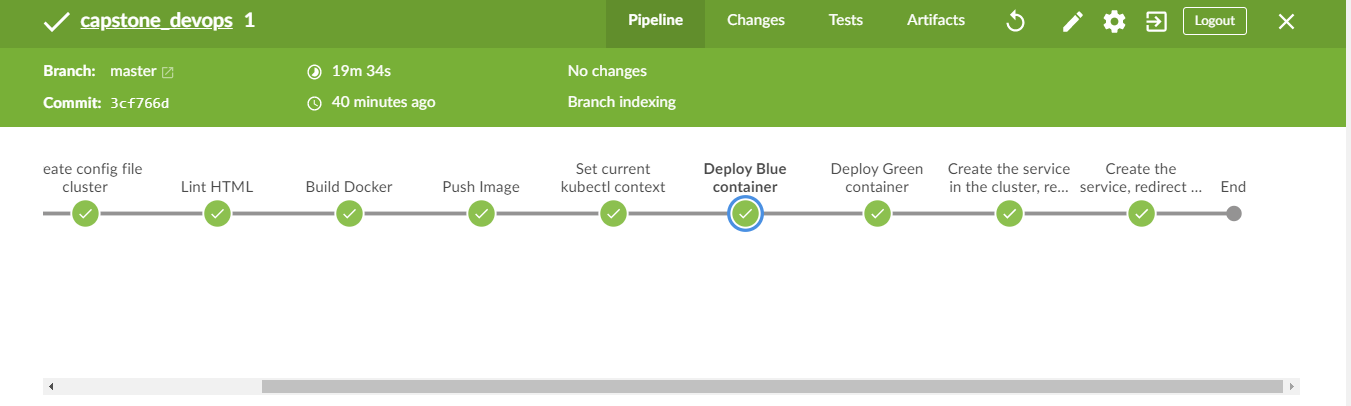 capstone_devops 1
Pipeline
Changes
Tests
Artifacts
Logout
Branch: master
19m 34s
No changes
Commit: 3cf766d
40 minutes ago
Branch indexing
eate config file
cluster
Lint HTML
Build Docker
Push Image
Set current
kubectl context
Deploy Blue
container
Deploy Green
container
Create the service
in the cluster, re...
Create the
service, redirect ...
End